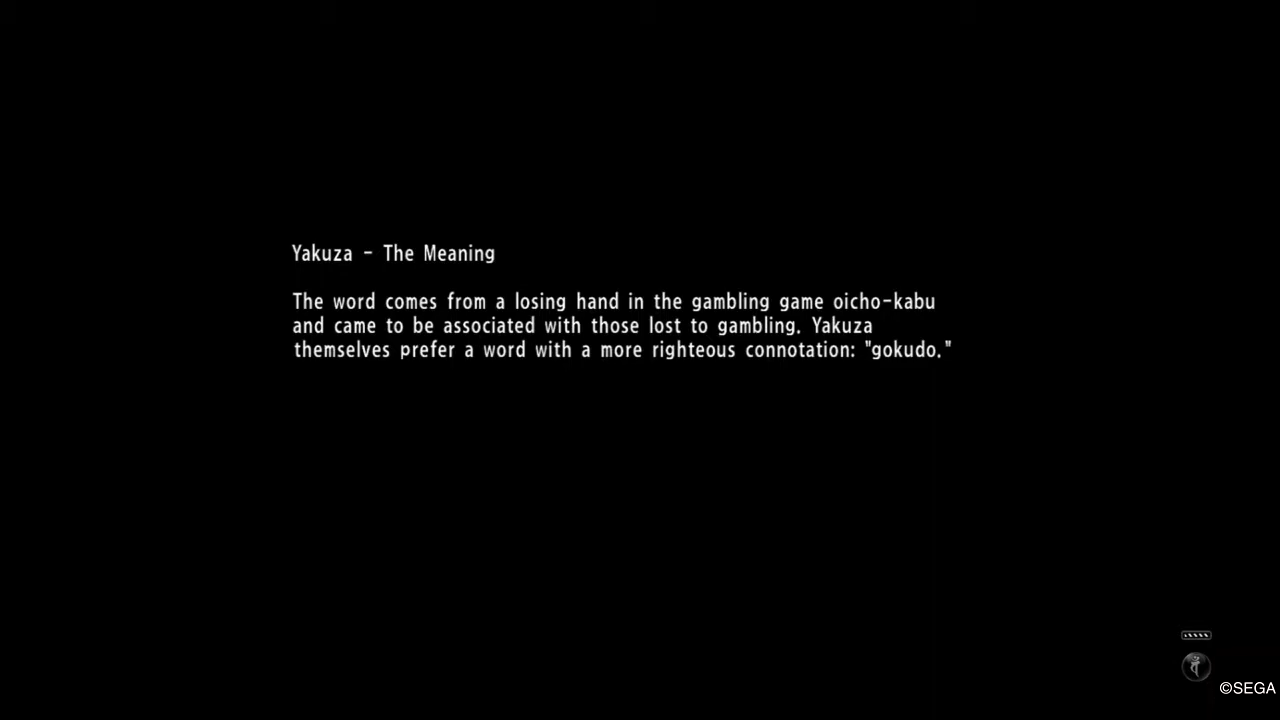 Yakuza - The Meaning
The word comes from a losing hand in the gambling game oicho-kabu
and came to be associated with those lost to gambling. Yakuza
themselves prefer a word with a more righteous connotation: "gokudo."
©SEGA